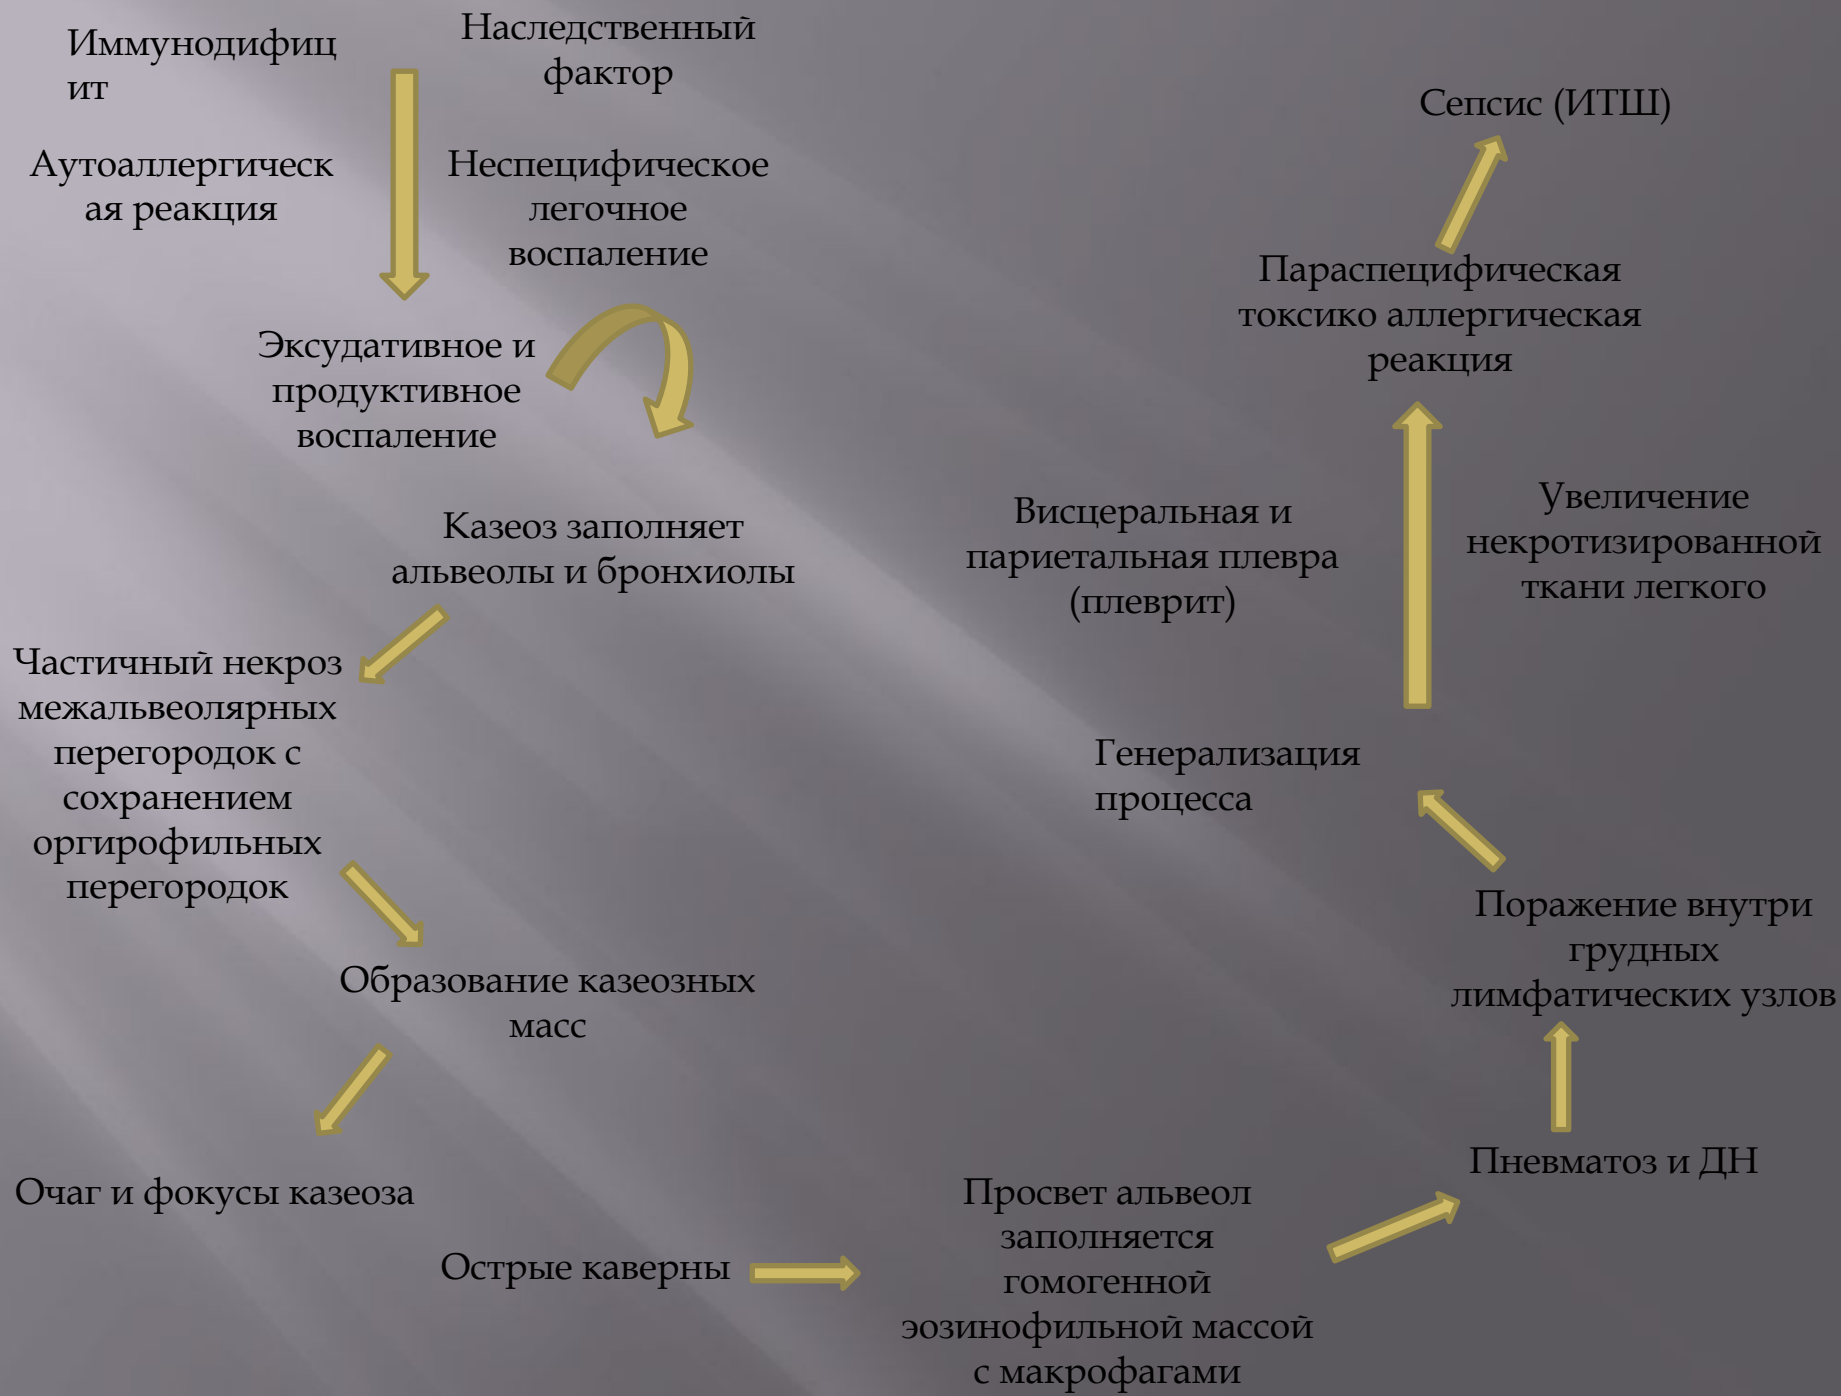 Иммунодифиц
ит
Наследственный
фактор
Аутоаллергическ
ая реакция
Неспецифическое
легочное
воспаление
Эксудативное и
продуктивное
воспаление
Казеоз заполняет
альвеолы и бронхиолы
Частичный некроз
межальвеолярных
перегородок с
сохранением
оргирофильных
перегородок
Образование казеозных
масс
Очаг и фокусы казеоза
Острые каверны
Просвет альвеол
заполняется
гомогенной
эозинофильной массой
с макрофагами
Пневматоз и ДН
Поражение внутри
грудных
лимфатических узлов
Генерализация
процесса
Висцеральная и
париетальная плевра
(плеврит)
Увеличение
некротизированной
ткани легкого
Параспецифическая
токсико аллергическая
реакция
Сепсис (ИТШ)